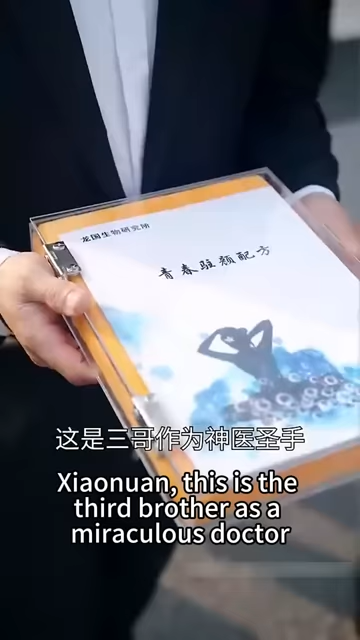 龙国生物研究所
青春驻颜配方
这是三哥作为神医圣手
Xiaonuan, this is the
third brother as a
miraculous doctor